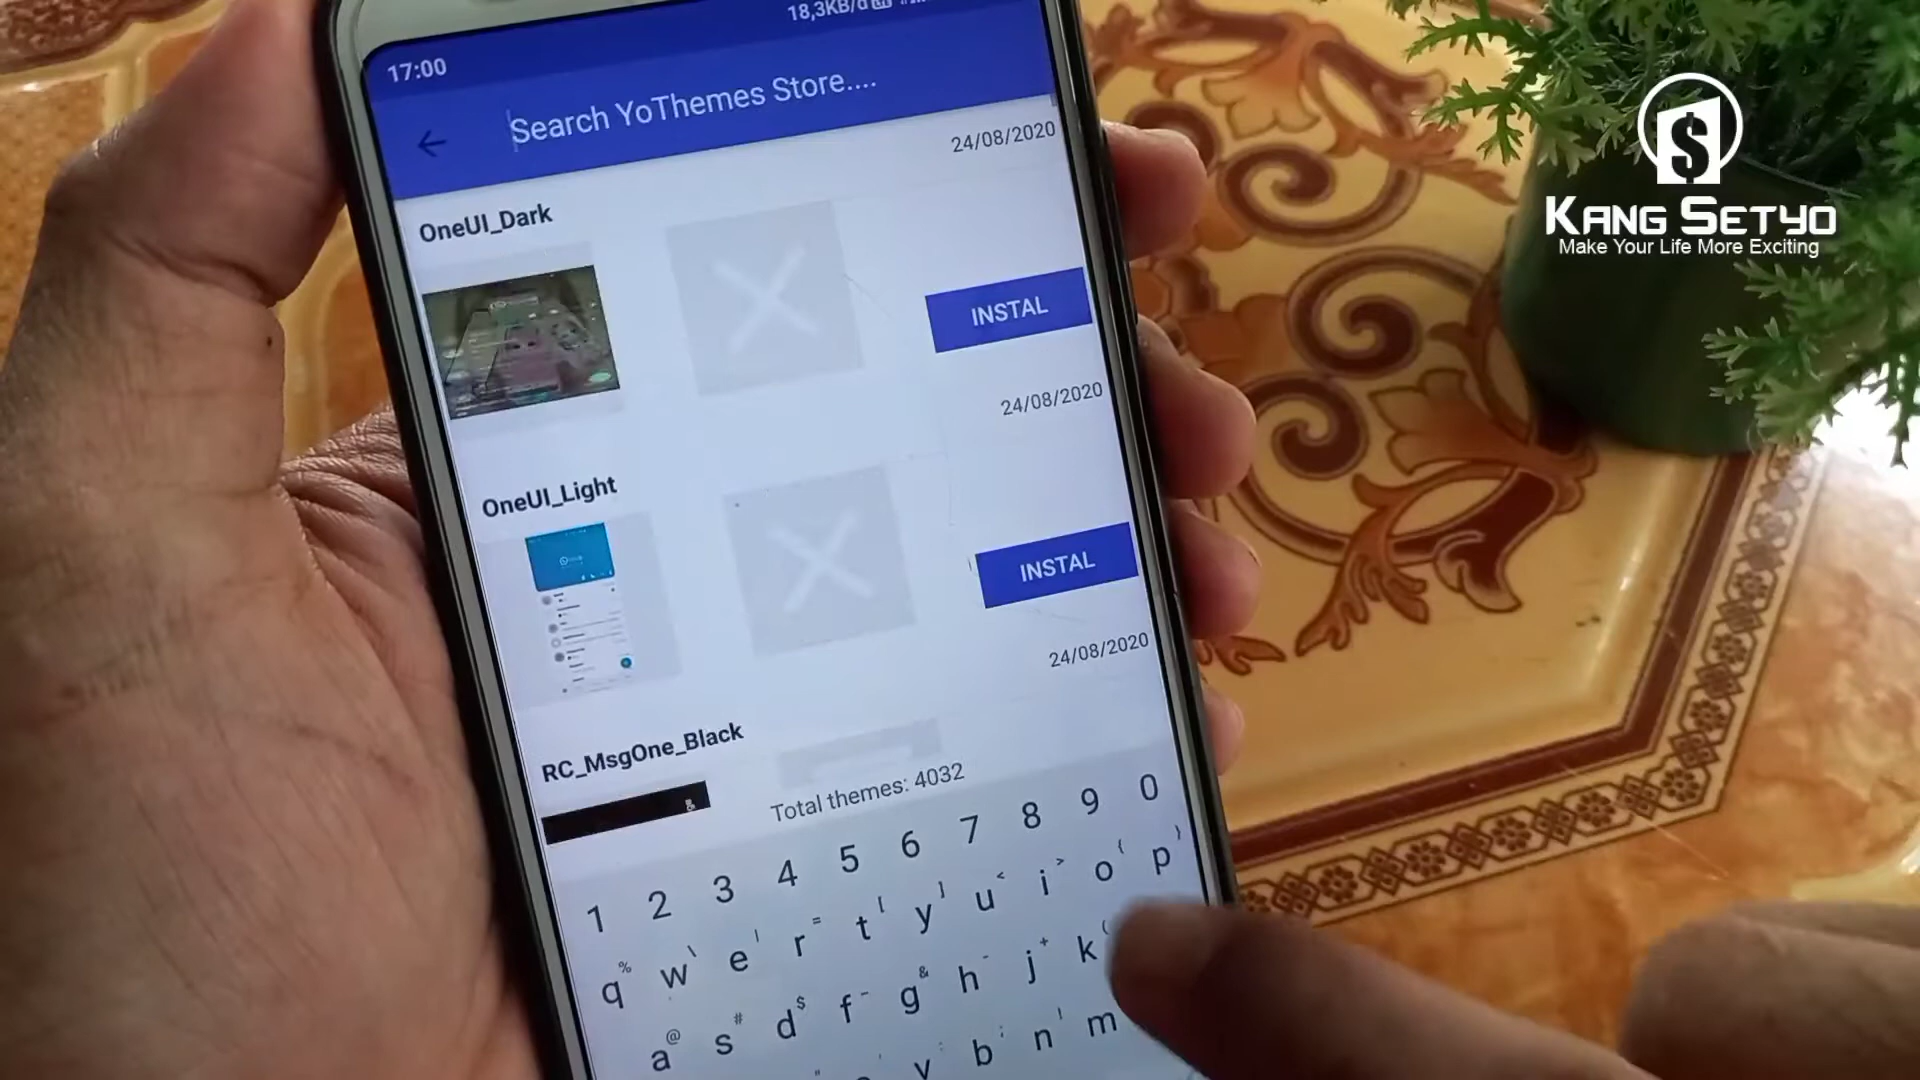 17:00
18,3KB/d
Search YoThemes Store....
24/08/2020
OneUI_Dark
INSTAL
24/08/2020
OneUI_Light
INSTAL
24/08/2020
RC_MsgOne_Black
Total themes: 4032
1 2 3 4 5 6 7 8 9 0
q w e r t y u i o p
a s d f g h j k
v b n m
$
KANG SETYO
Make Your Life More Exciting